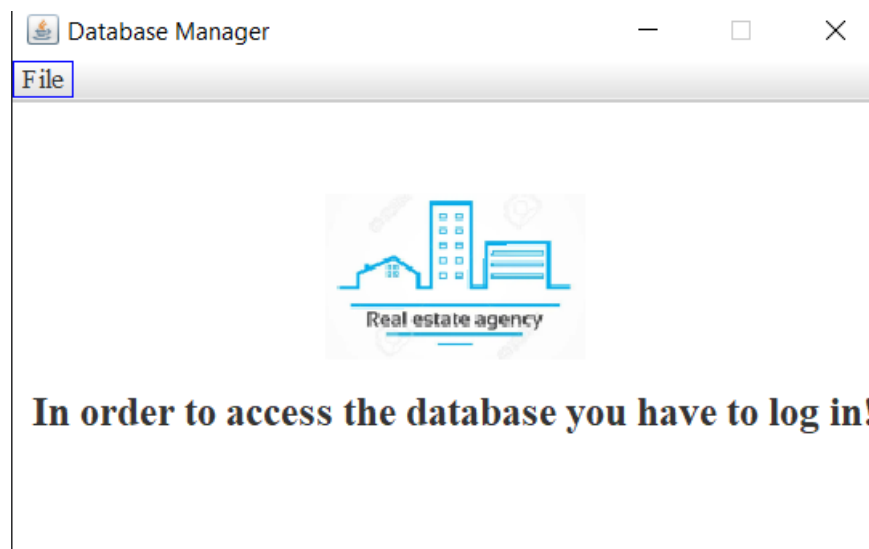 Database Manager
File
Real estate agency
In order to access the database you have to log in!